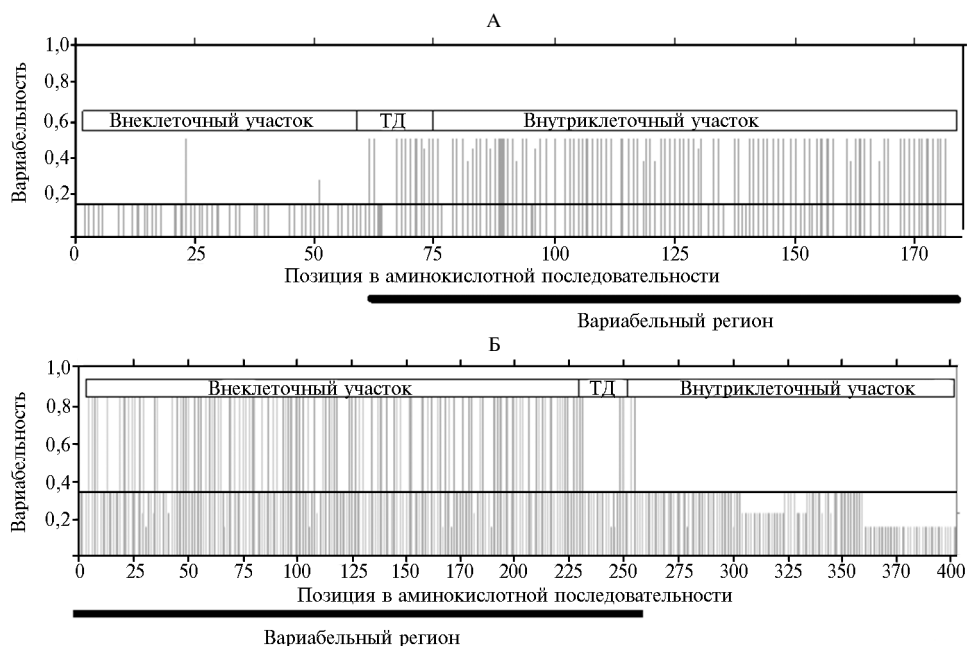 А
Вариабельность
1,0
0,8
0,6
0,4
0,2
Внеклеточный участок ТД Внутриклеточный участок
0 25 50 75 100 125 150 170
Позиция в аминокислотной последовательности
Вариабельный регион
Б
Вариабельность
1,0
0,8
0,6
0,4
0,2
Внеклеточный участок ТД Внутриклеточный участок
0 25 50 75 100 125 150 170 200 225 250 275 300 325 350 375 400
Позиция в аминокислотной последовательности
Вариабельный регион